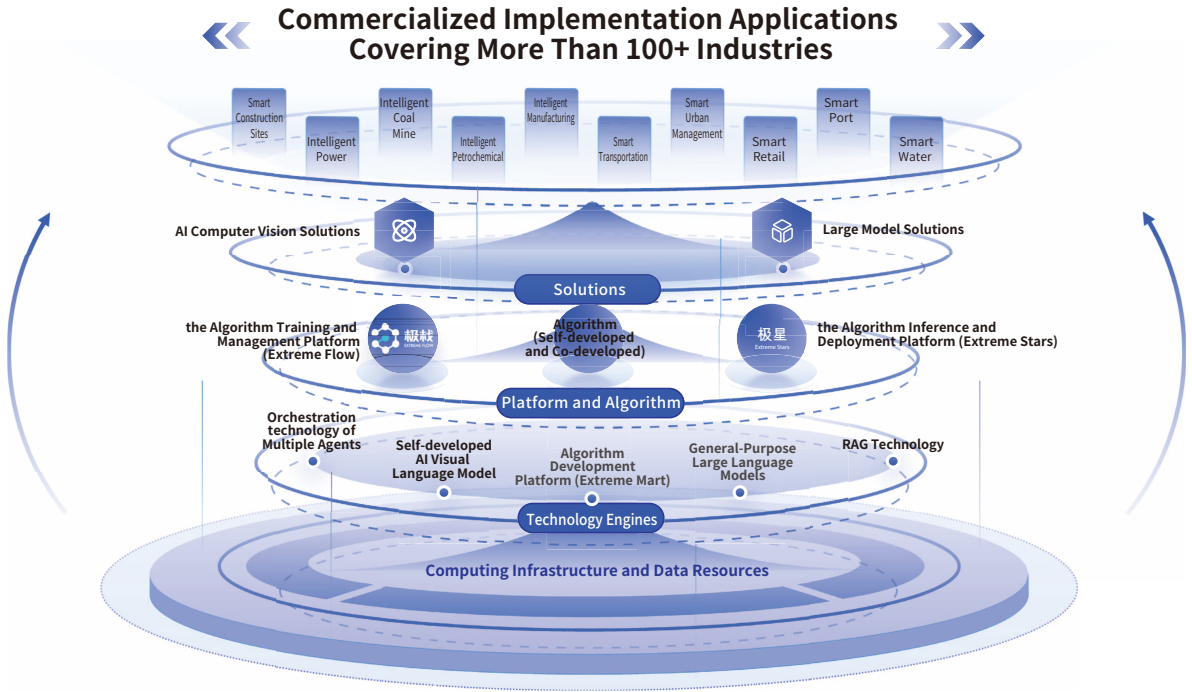 Commercialized Implementation Applications
Covering More Than 100+ Industries
Smart
Construction
Sites
Intelligent
Power
Intelligent
Coal
Mine
Intelligent
Petrochemical
Intelligent
Manufacturing
Smart
Transportation
Smart
Urban
Management
Smart
Retail
Smart
Port
Smart
Water
AI Computer Vision Solutions
Large Model Solutions
Solutions
the Algorithm Training and
Management Platform
(Extreme Flow)
极栈
EXTREME FLOW
Algorithm
(Self-developed
and Co-developed)
极星
Extreme Stars
the Algorithm Inference and
Deployment Platform (Extreme Stars)
Platform and Algorithm
Orchestration
technology of
Multiple Agents
Self-developed
AI Visual
Language Model
Algorithm
Development
Platform (Extreme Mart)
General-Purpose
Large Language
Models
RAG Technology
Technology Engines
Computing Infrastructure and Data Resources